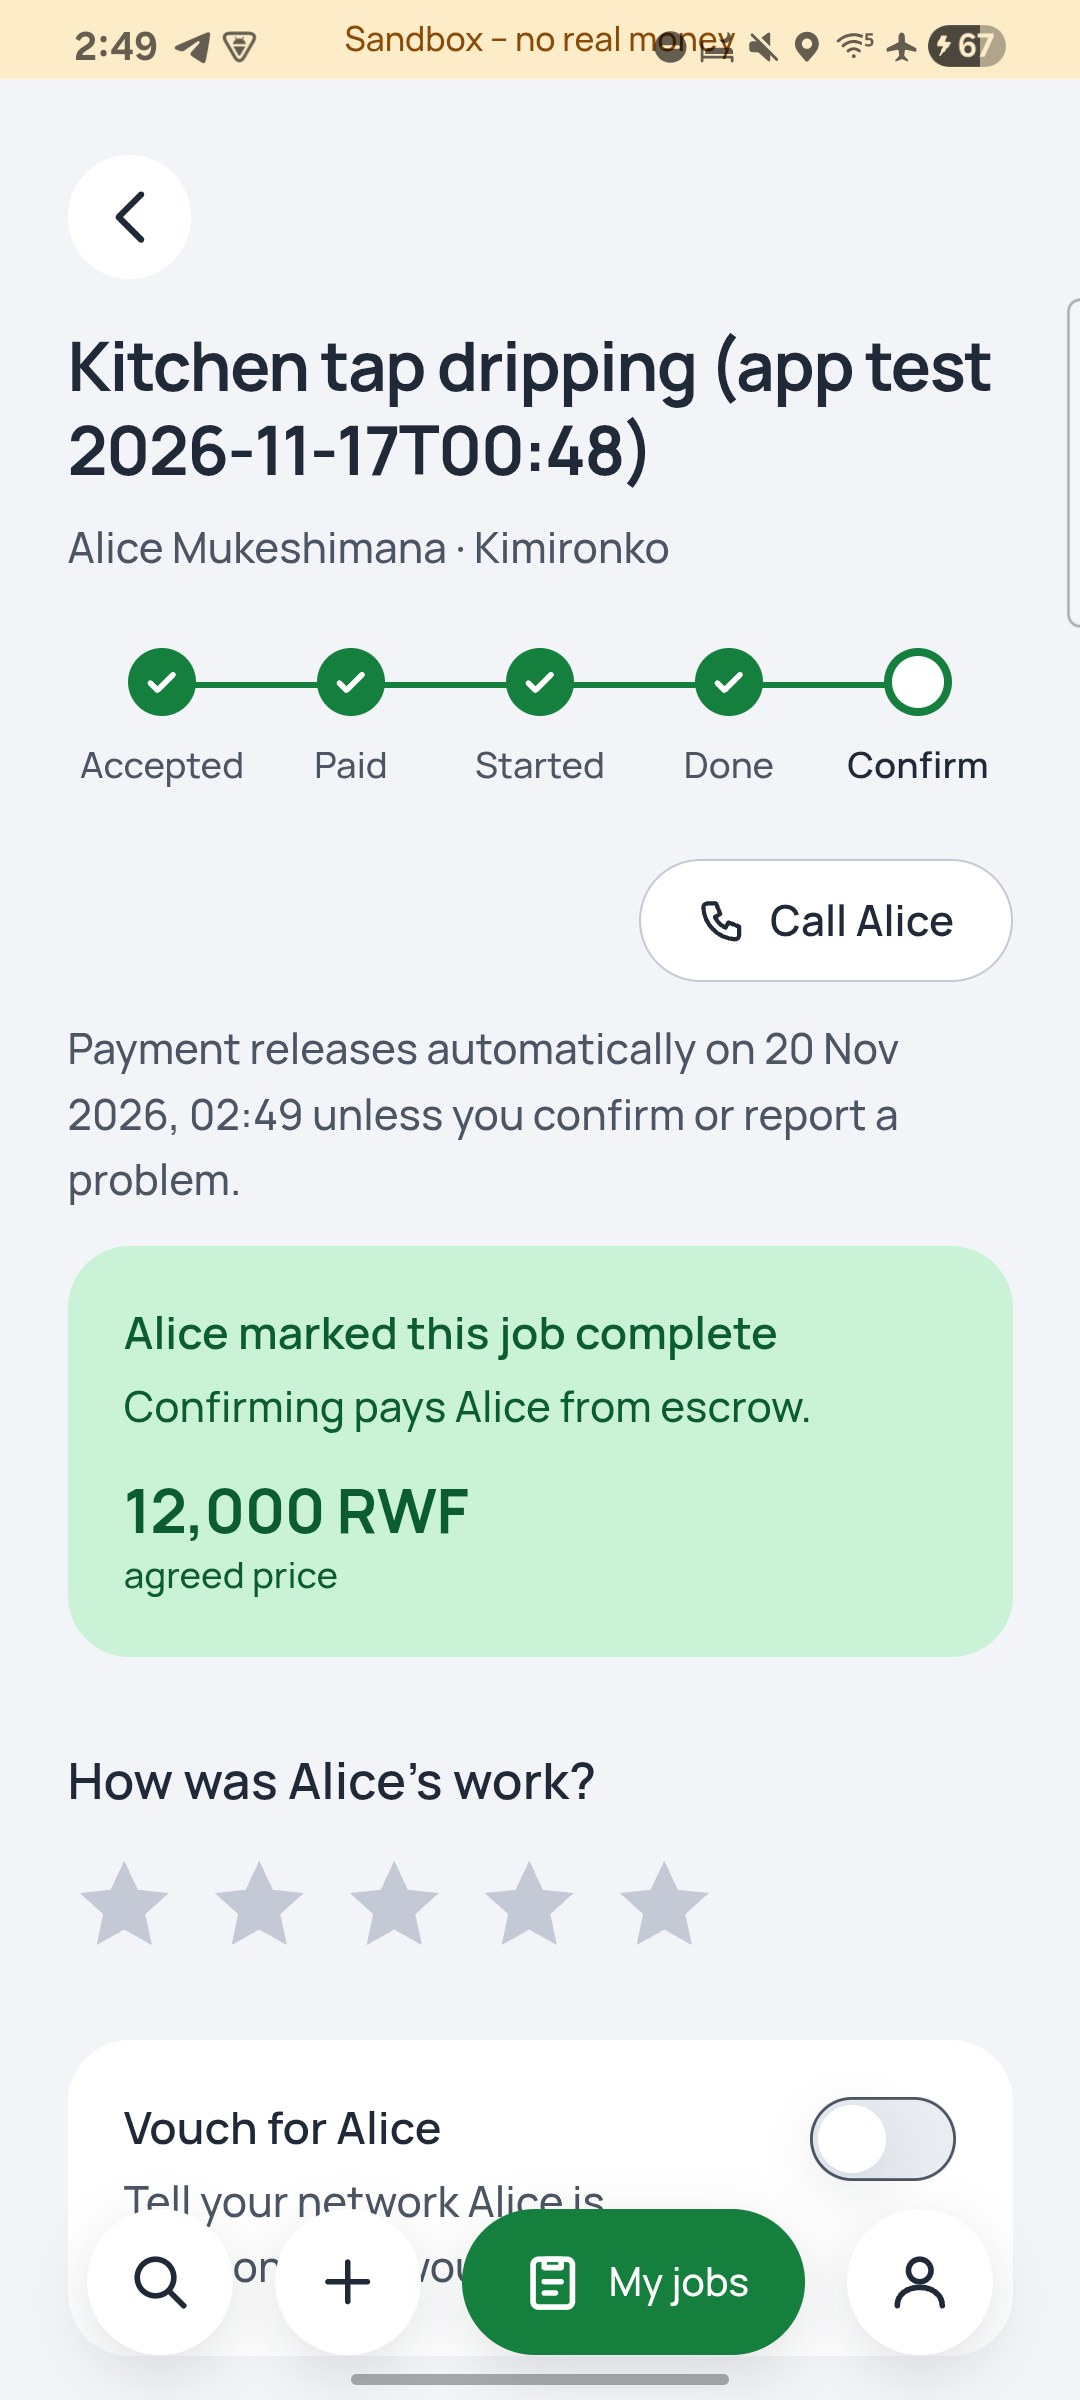 2:49
Sandbox – no real money
5
67
Kitchen tap dripping (app test
2026-11-17T00:48)
Alice Mukeshimana · Kimironko
Accepted
Paid
Started
Done
Confirm
Call Alice
Payment releases automatically on 20 Nov
2026, 02:49 unless you confirm or report a
problem.
Alice marked this job complete
Confirming pays Alice from escrow.
12,000 RWF
agreed price
How was Alice’s work?
Vouch for Alice
Tell your network Alice is
My jobs